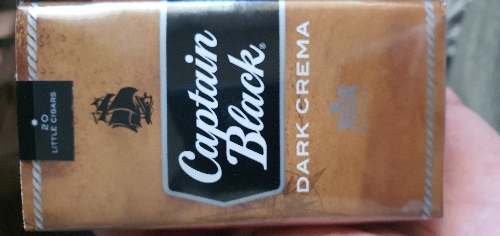 20
LITTLE CIGARS
Captain
Black®
DARK CREMA